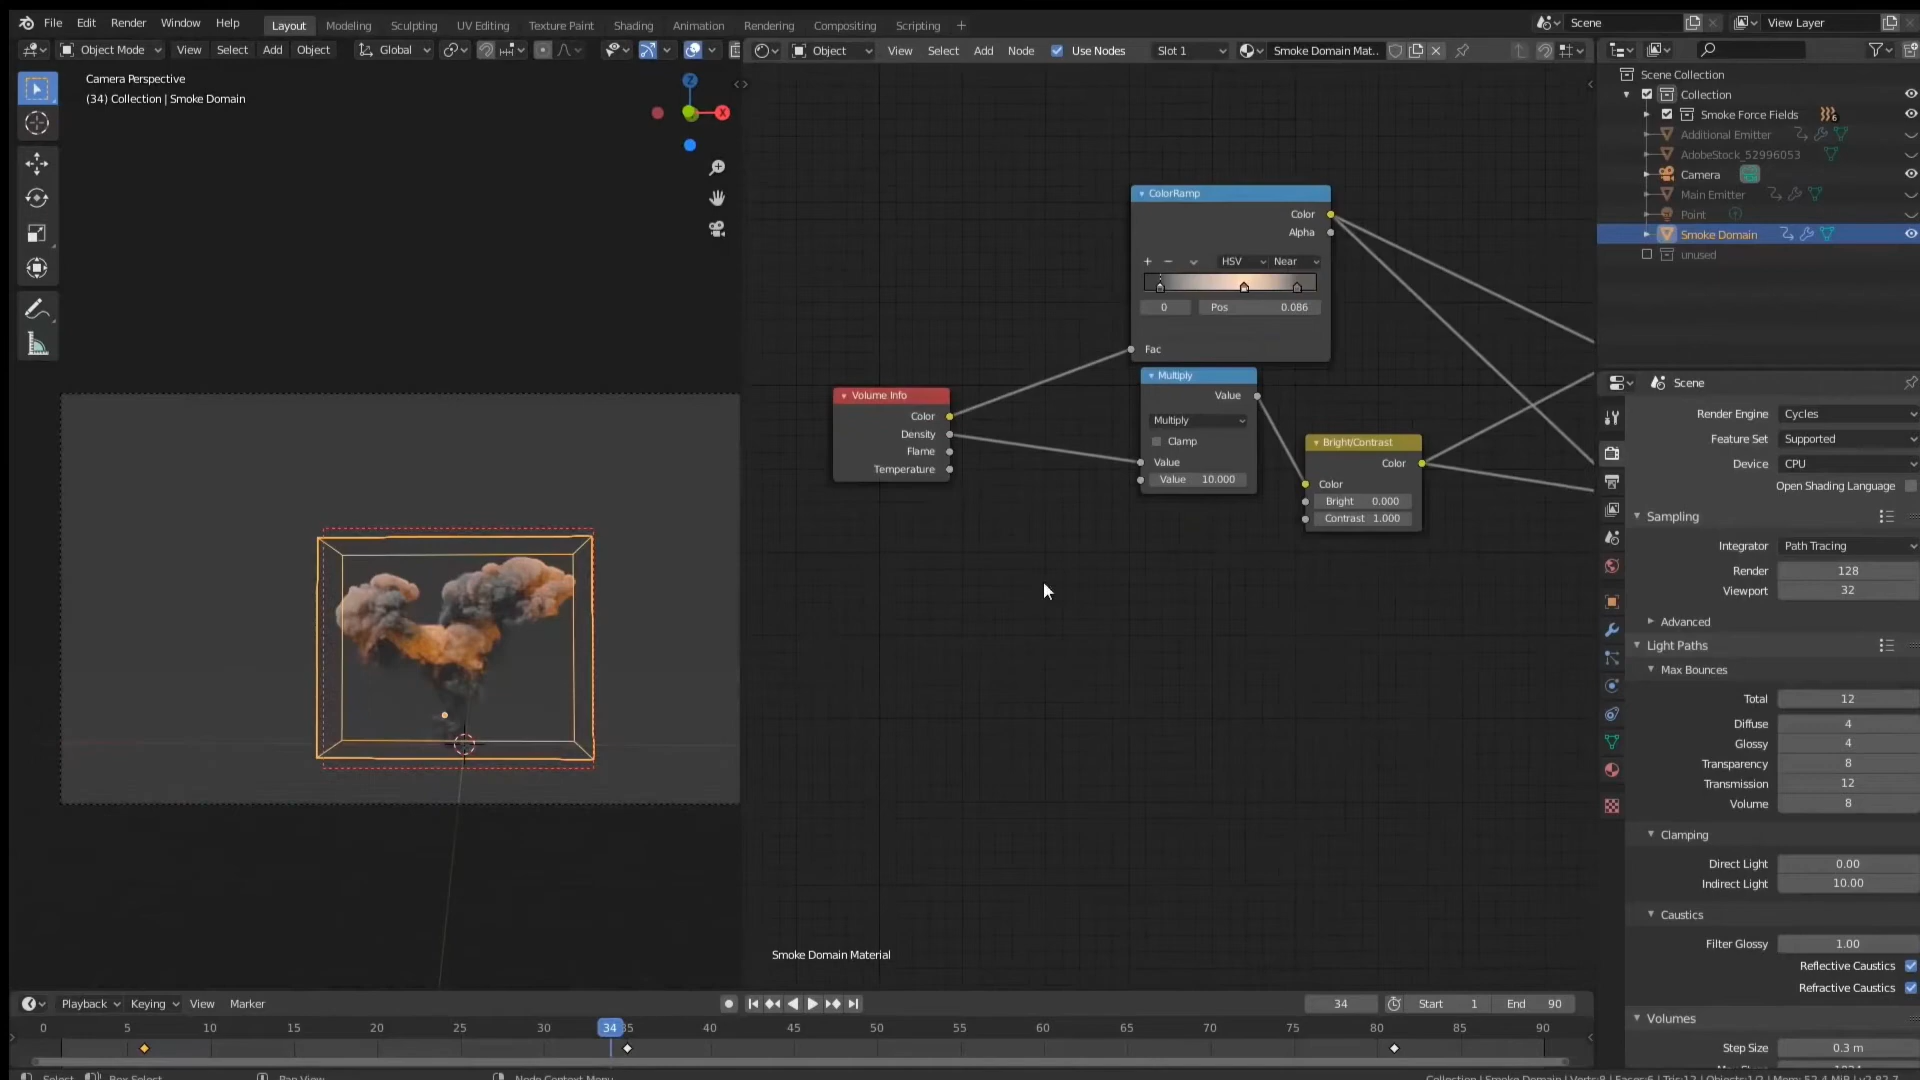 File Edit Render Window Help Layout Modeling Sculpting UV Editing Texture Paint Shading Animation Rendering Compositing Scripting + Scene View Layer
Object Mode View Select Add Object Global Object View Select Add Node Use Nodes Slot 1 Smoke Domain Mat..
Camera Perspective
(34) Collection | Smoke Domain
Z
X
ColorRamp
Color
Alpha
+ − HSV Near
0 Pos 0.086
Fac
Volume Info
Color
Density
Flame
Temperature
Multiply
Value
Multiply
Clamp
Value
Value 10.000
Bright/Contrast
Color
Color
Bright 0.000
Contrast 1.000
Smoke Domain Material
Scene Collection
Collection
Smoke Force Fields 6
Additional Emitter
AdobeStock_52996053
Camera
Main Emitter
Point
Smoke Domain
unused
Scene
Render Engine Cycles
Feature Set Supported
Device CPU
Open Shading Language
Sampling
Integrator Path Tracing
Render 128
Viewport 32
Advanced
Light Paths
Max Bounces
Total 12
Diffuse 4
Glossy 4
Transparency 8
Transmission 12
Volume 8
Clamping
Direct Light 0.00
Indirect Light 10.00
Caustics
Filter Glossy 1.00
Reflective Caustics
Refractive Caustics
Volumes
Step Size 0.3 m
Playback Keying View Marker 34 Start 1 End 90
0 5 10 15 20 25 30 34 35 40 45 50 55 60 65 70 75 80 85 90
Select Box Select Pan View Node Context Menu